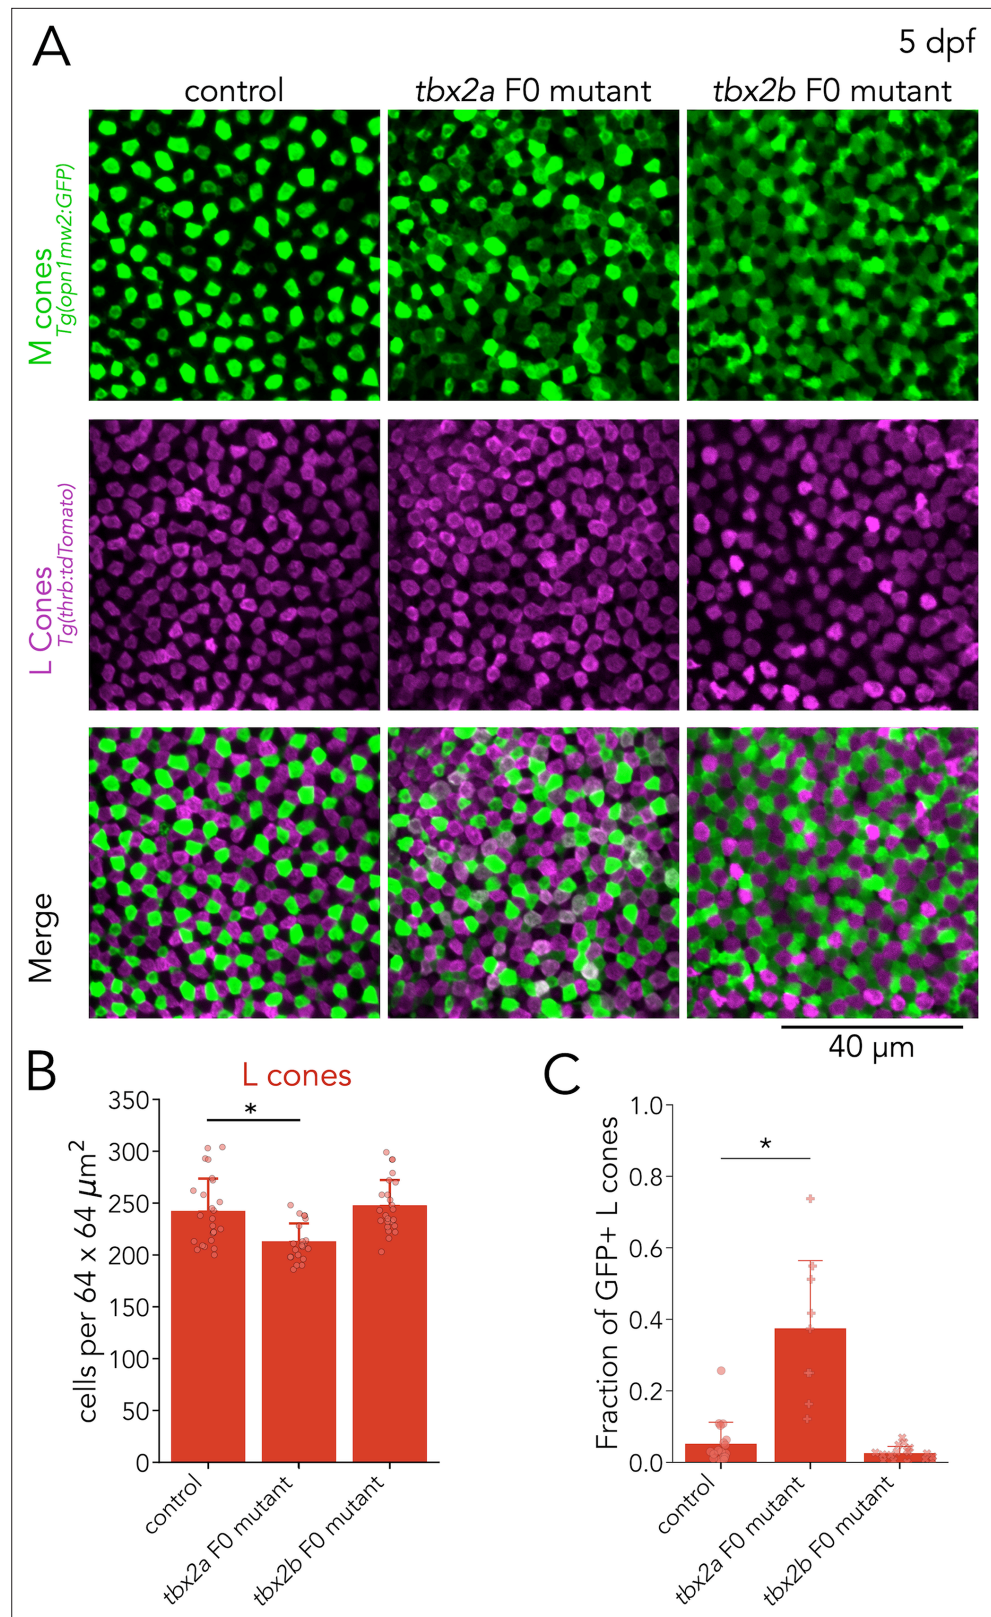 A
5 dpf
control
tbx2a F0 mutant
tbx2b F0 mutant
M cones
Tg(opn1mw2:GFP)
L Cones
Tg(thrb:tdTomato)
Merge
40 µm
B
L cones
*
cells per 64 x 64 µm2
350
300
250
200
150
100
50
0
control
tbx2a F0 mutant
tbx2b F0 mutant
C
*
Fraction of GFP+ L cones
1.0
0.8
0.6
0.4
0.2
0.0
control
tbx2a F0 mutant
tbx2b F0 mutant